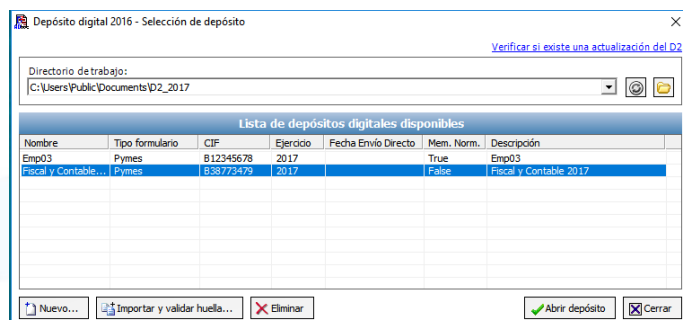 Depósito digital 2016 - Selección de depósito
Verificar si existe una actualización del D2
Directorio de trabajo:
C:\Users\Public\Documents\D2_2017
Lista de depósitos digitales disponibles
Nombre Tipo formulario CIF Ejercicio Fecha Envío Directo Mem. Norm. Descripción
Emp03 Pymes B12345678 2017 True Emp03
Fiscal y Contable... Pymes B38773479 2017 False Fiscal y Contable 2017
Nuevo... Importar y validar huella... Eliminar Abrir depósito Cerrar